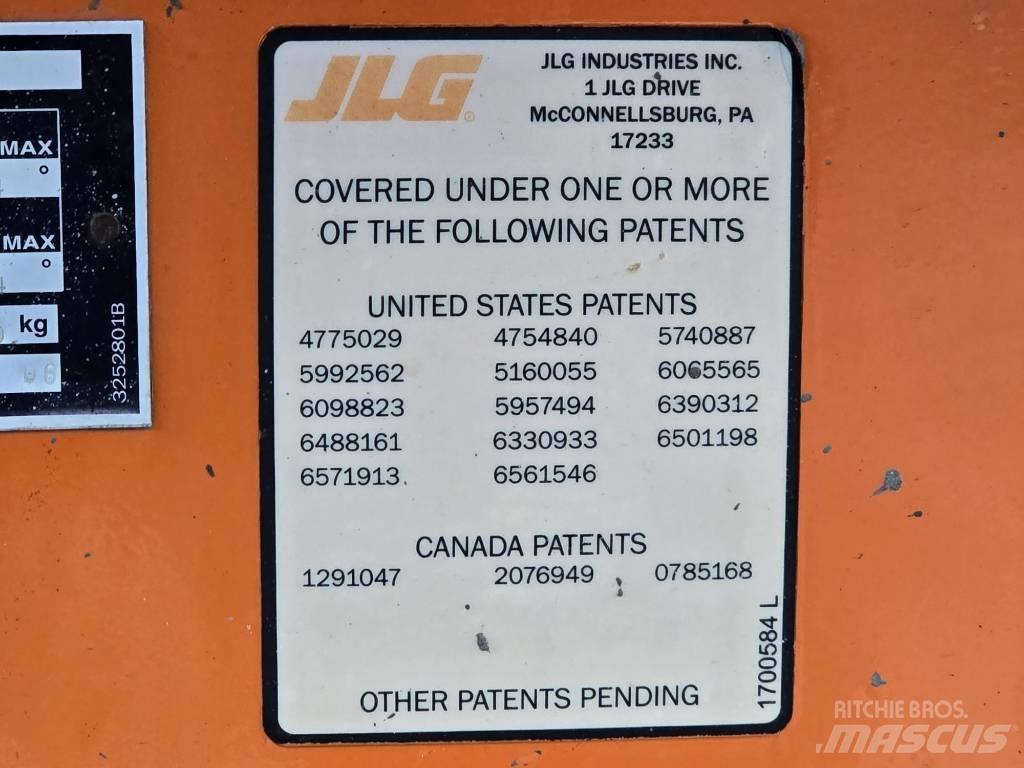 MAX
°
MAX
°
kg
3252801B
JLG®
JLG INDUSTRIES INC.
1 JLG DRIVE
McCONNELLSBURG, PA
17233
COVERED UNDER ONE OR MORE
OF THE FOLLOWING PATENTS
UNITED STATES PATENTS
4775029 4754840 5740887
5992562 5160055 6065565
6098823 5957494 6390312
6488161 6330933 6501198
6571913 6561546
CANADA PATENTS
1291047 2076949 0785168
OTHER PATENTS PENDING
1700584 L
RITCHIE BROS.
MASCUS